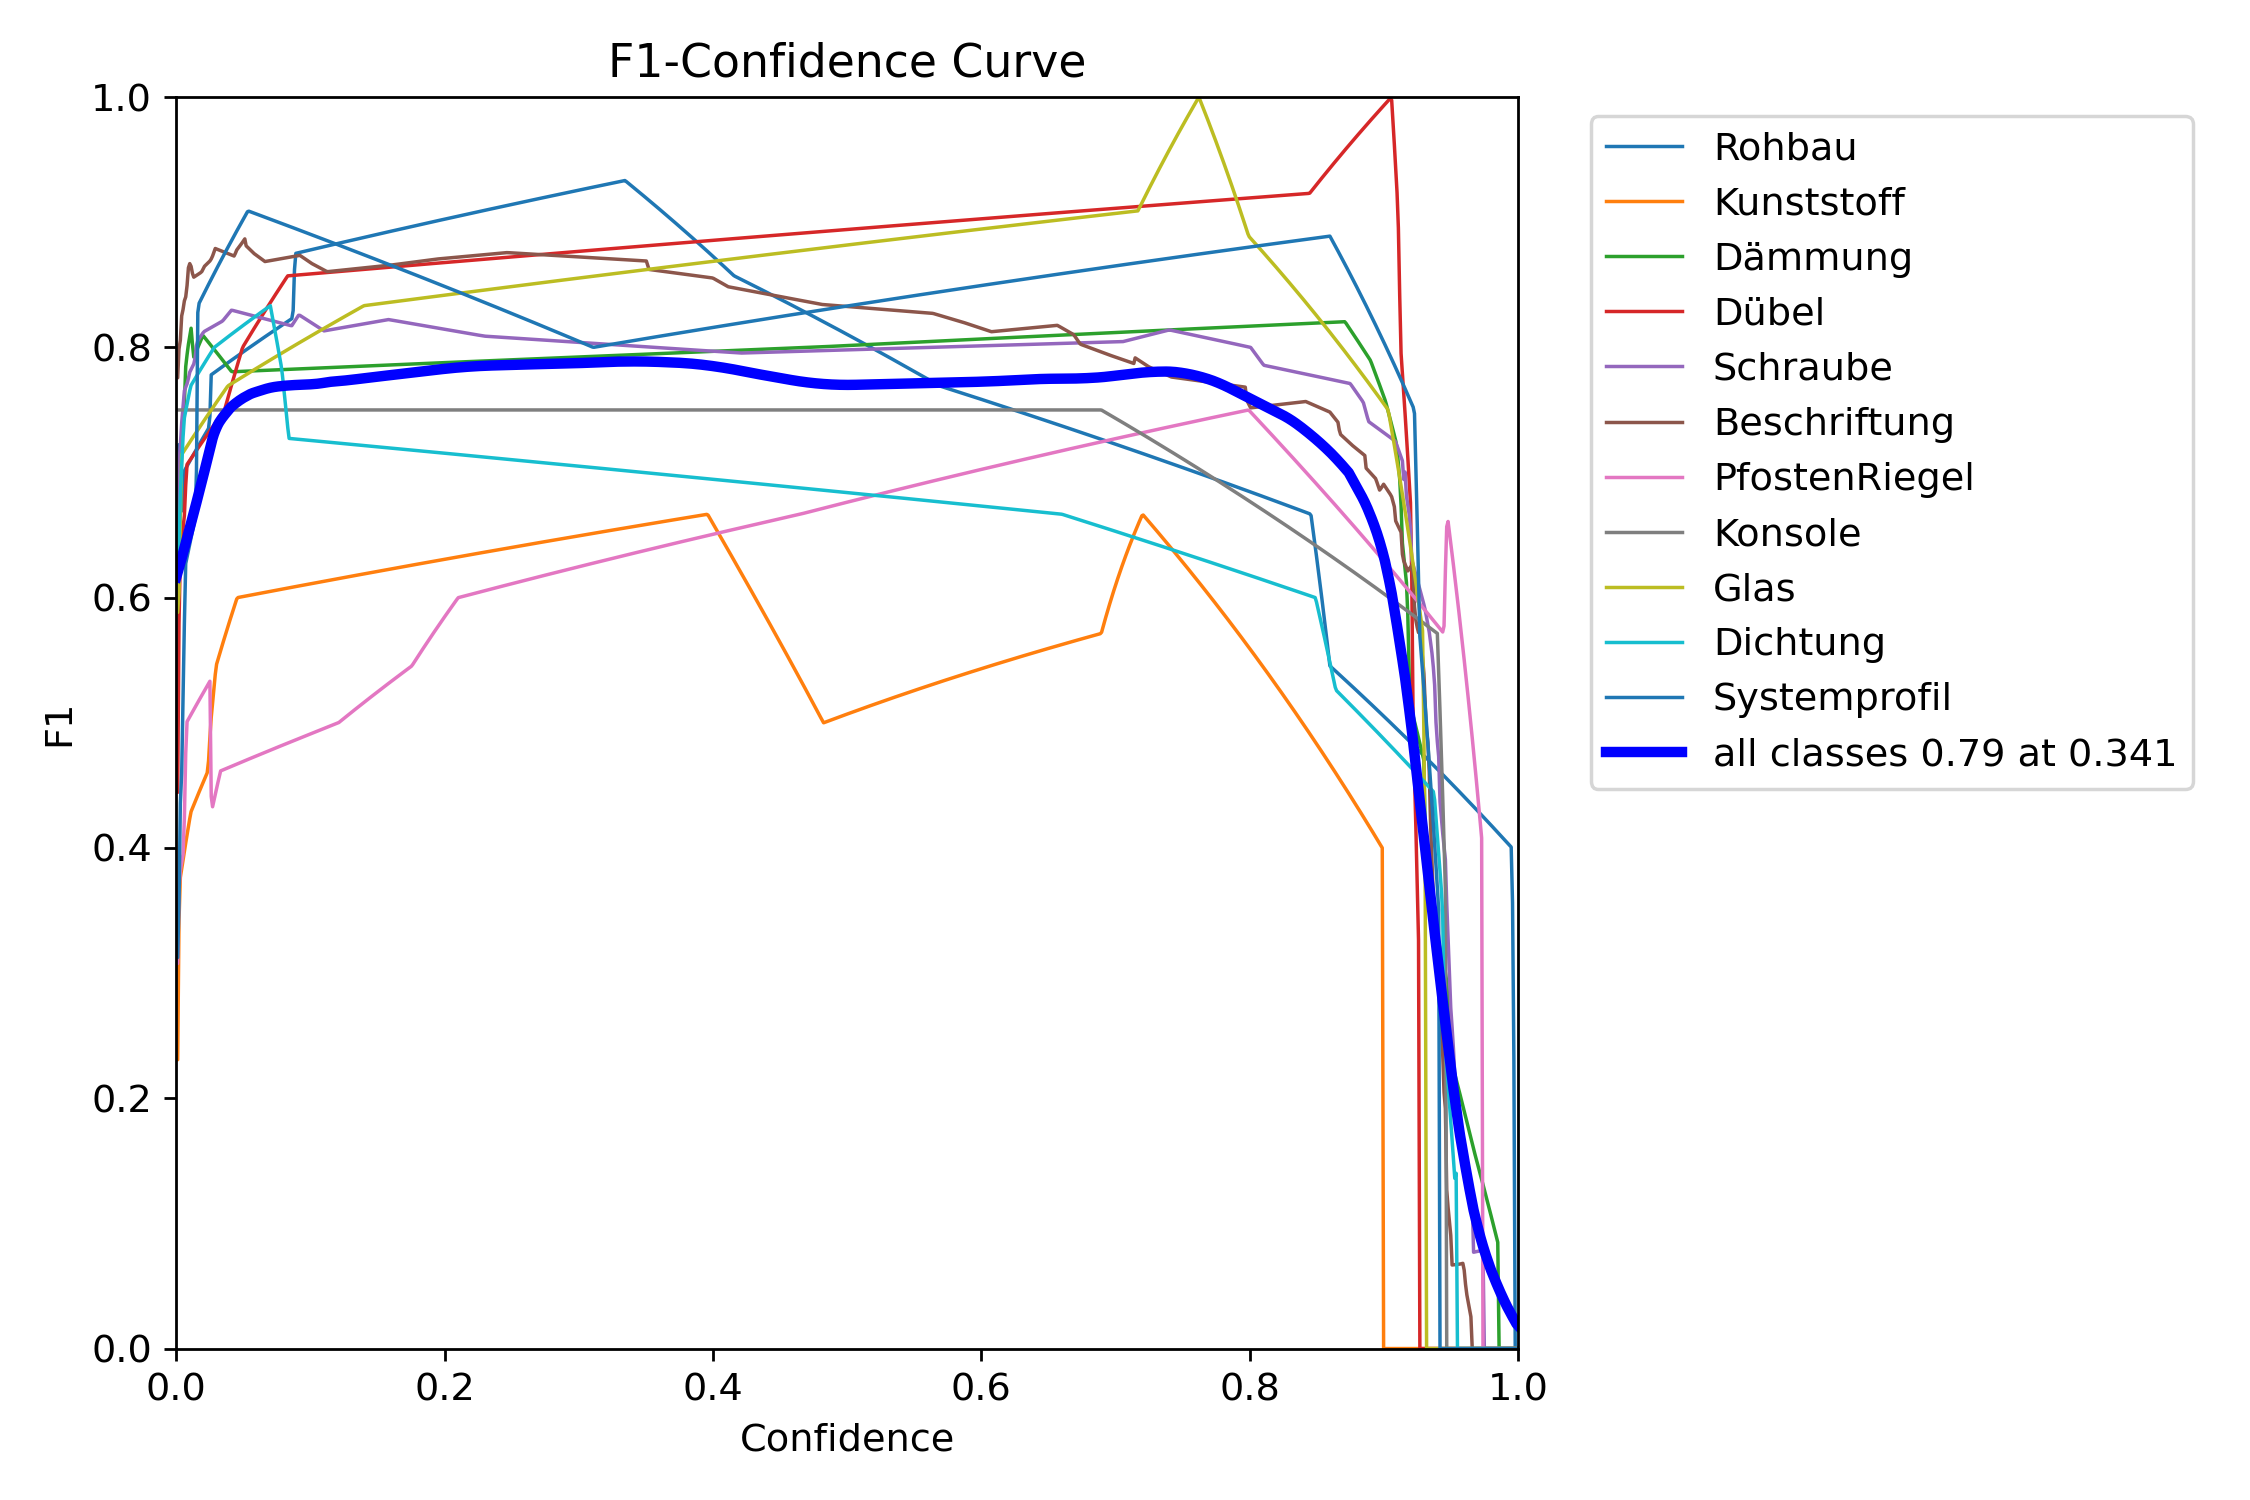 F1-Confidence Curve
1.0
0.8
0.6
0.4
0.2
0.0
F1
0.0 0.2 0.4 0.6 0.8 1.0
Confidence
Rohbau
Kunststoff
Dämmung
Dübel
Schraube
Beschriftung
PfostenRiegel
Konsole
Glas
Dichtung
Systemprofil
all classes 0.79 at 0.341